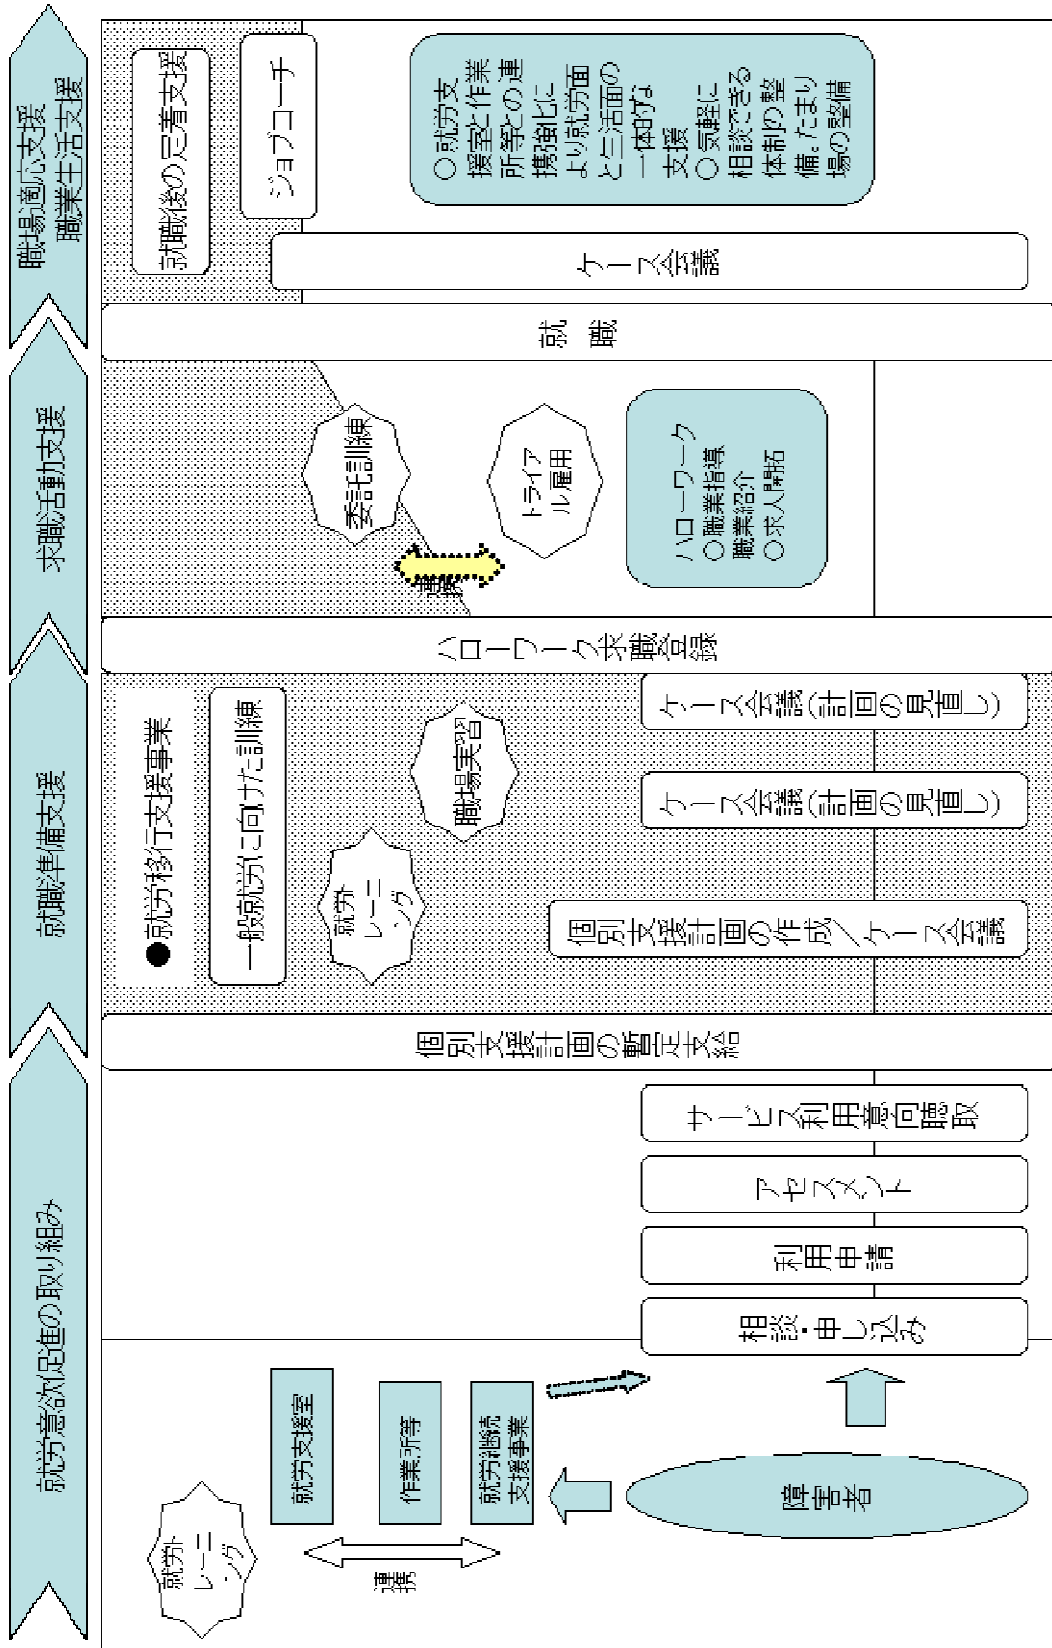 就労意欲促進の取り組み
就職準備支援
求職活動支援
職場適応支援
職業生活支援
就労ト
レーニ
ング
連携
就労支援室
作業所等
就労継続
支援事業
障害者
相談・申し込み
利用申請
アセスメント
サービス利用意向聴取
個別支援計画の暫定支給
●就労移行支援事業
一般就労に向けた訓練
就労ト
レーニ
ング
職場実習
個別支援計画の作成/ケース会議
ケース会議(計画の見直し)
ケース会議(計画の見直し)
ハローワーク求職登録
連携
委託訓練
トライア
ル雇用
ハローワーク
○職業指導
職業紹介
○求人開拓
就職
就職後の定着支援
ジョブコーチ
ケース会議
○就労支
援室と作業
所等との連
携強化に
より就労面
と生活面の
一体的な
支援
○気軽に
相談できる
体制の整
備。たまり
場の整備